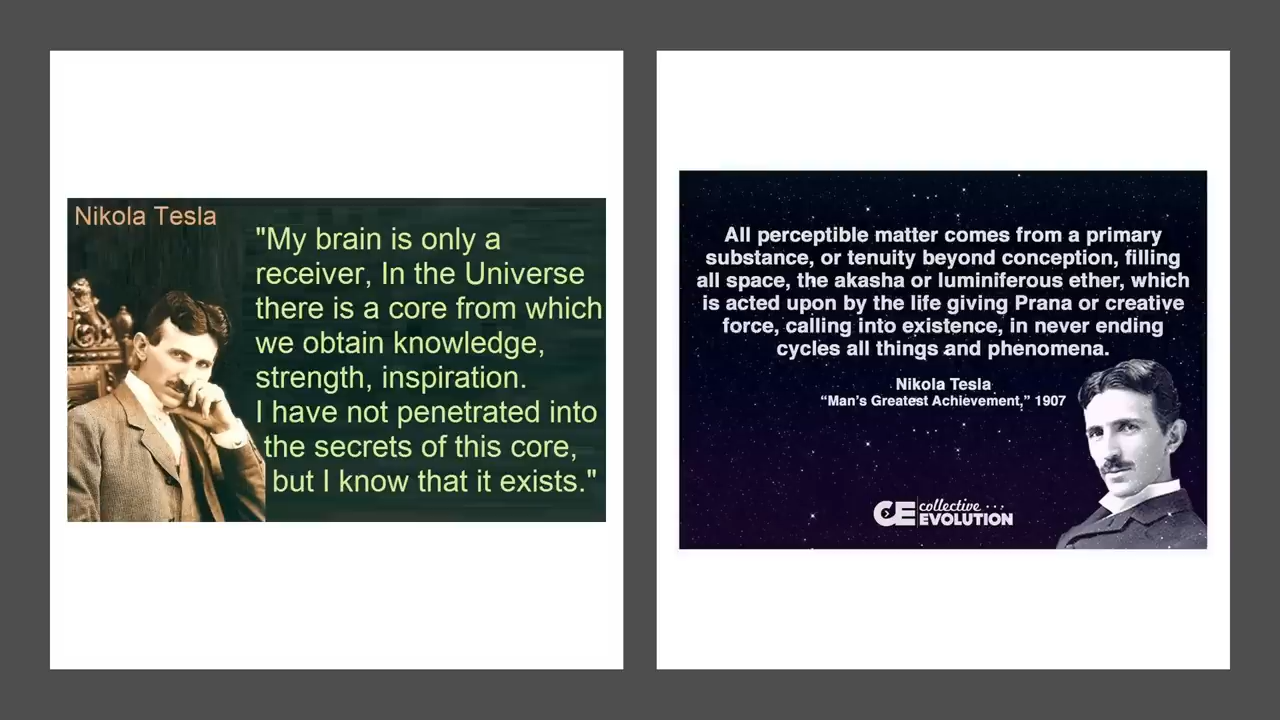 Nikola Tesla
"My brain is only a
receiver, In the Universe
there is a core from which
we obtain knowledge,
strength, inspiration.
I have not penetrated into
the secrets of this core,
but I know that it exists."
All perceptible matter comes from a primary
substance, or tenuity beyond conception, filling
all space, the akasha or luminiferous ether, which
is acted upon by the life giving Prana or creative
force, calling into existence, in never ending
cycles all things and phenomena.
Nikola Tesla
“Man’s Greatest Achievement,” 1907
CE collective
EVOLUTION